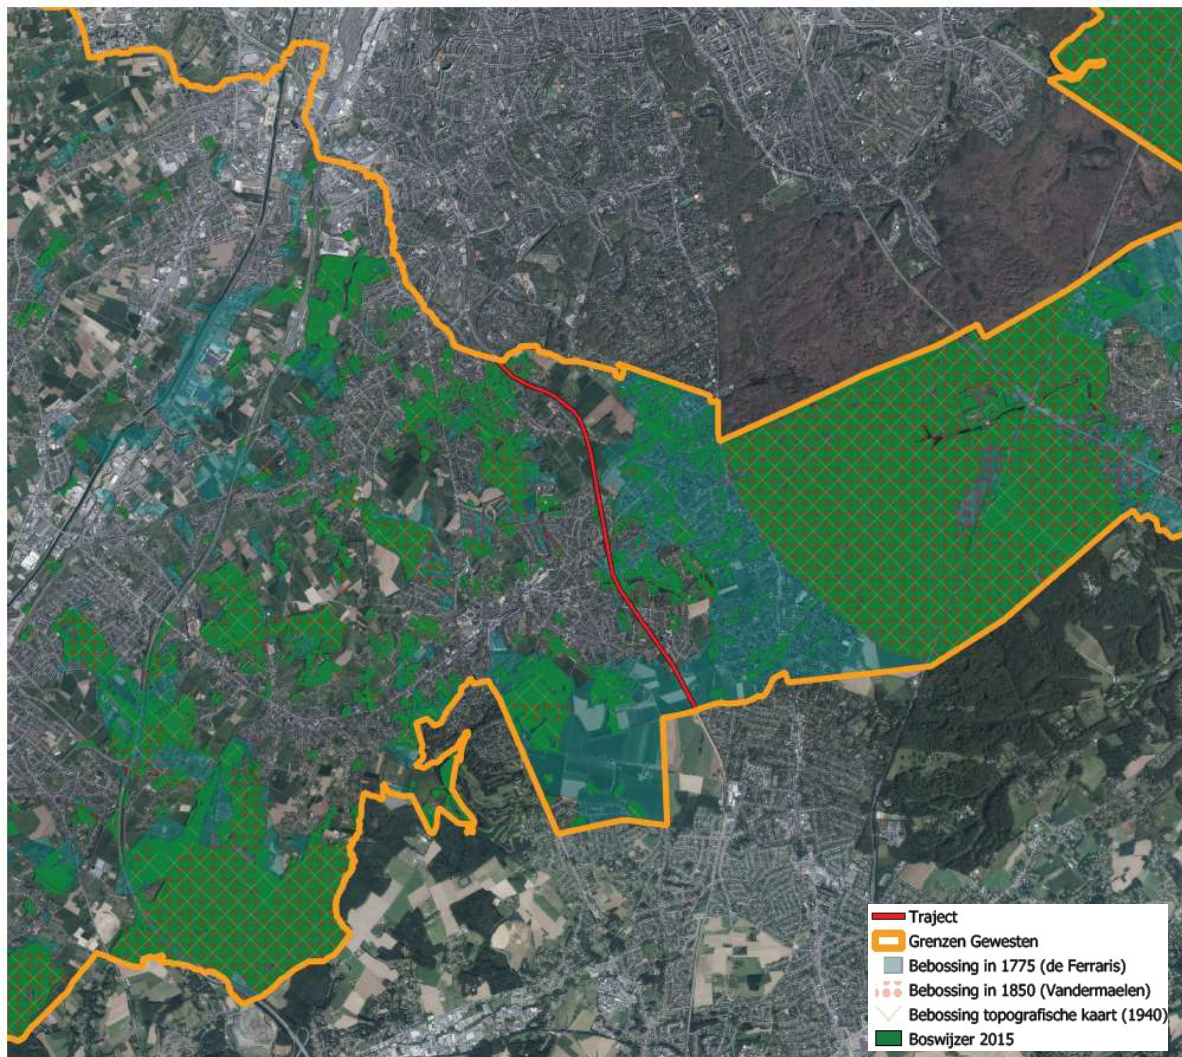 Traject
Grenzen Gewesten
Bebossing in 1775 (de Ferraris)
Bebossing in 1850 (Vandermaelen)
Bebossing topografische kaart (1940)
Boswijzer 2015